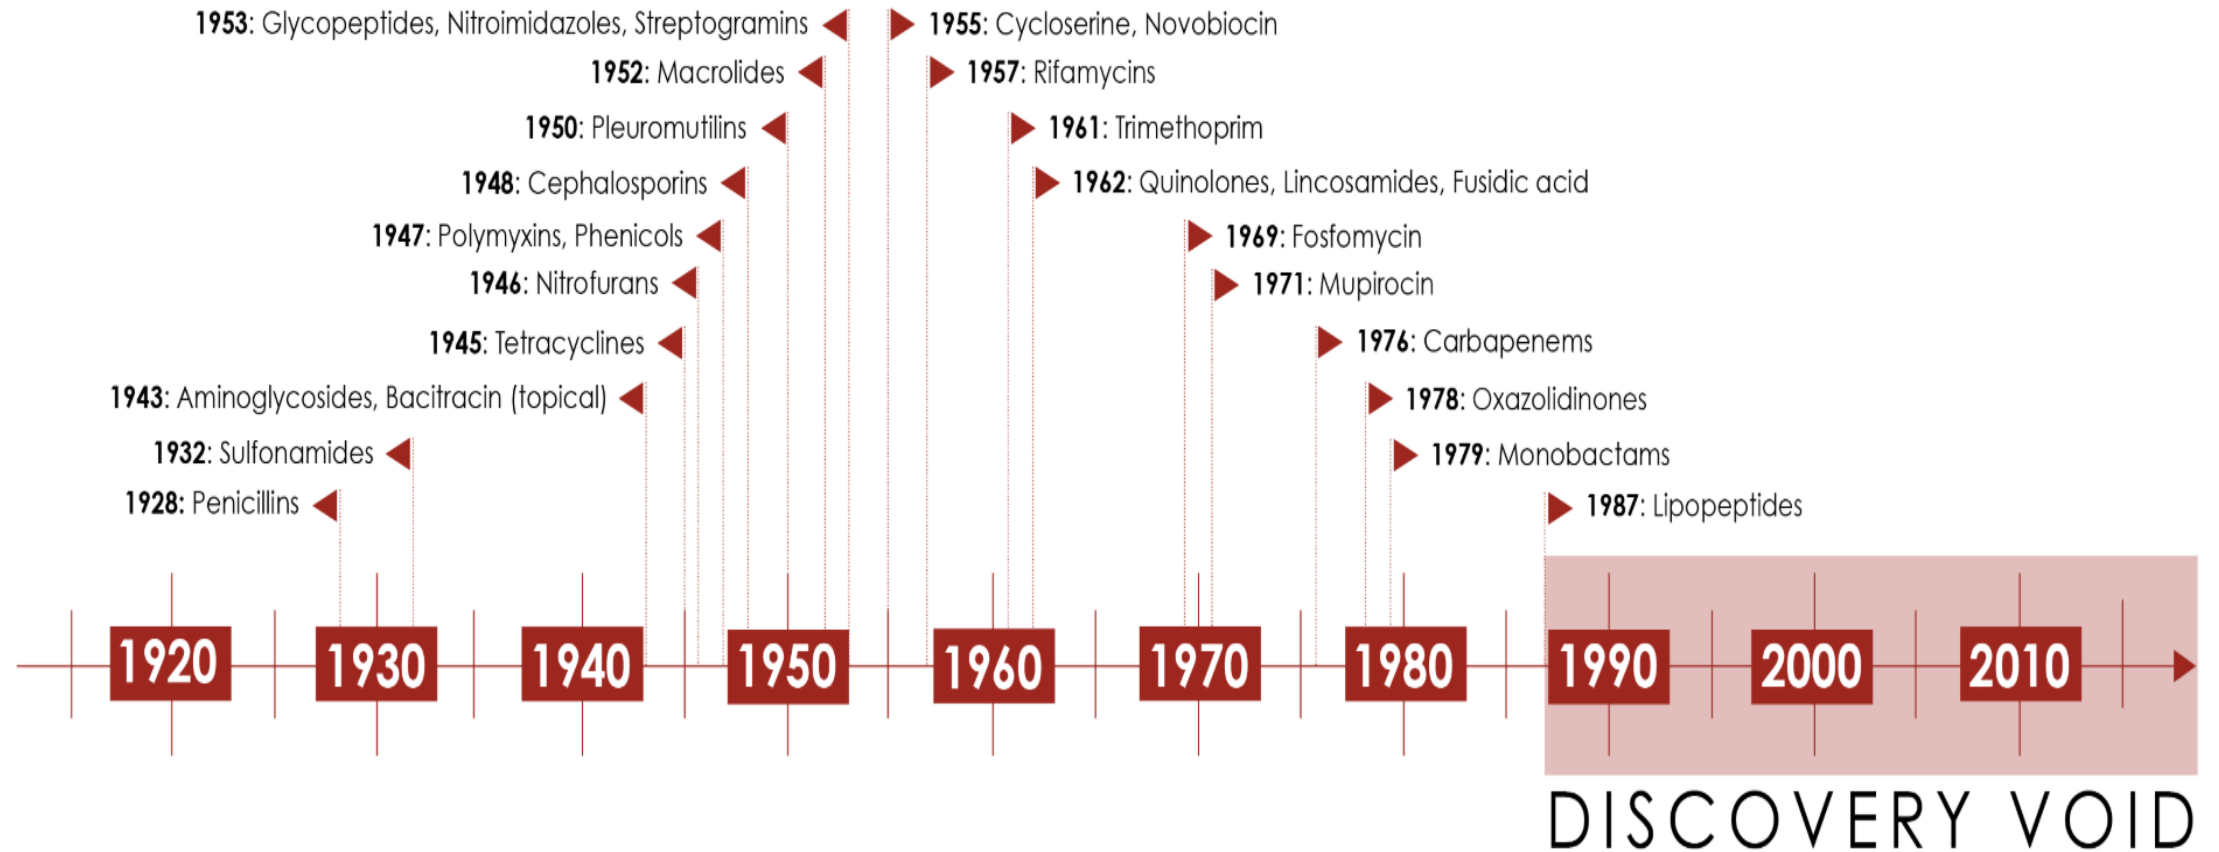 1953: Glycopeptides, Nitroimidazoles, Streptogramins
1955: Cycloserine, Novobiocin
1952: Macrolides
1957: Rifamycins
1950: Pleuromutilins
1961: Trimethoprim
1948: Cephalosporins
1962: Quinolones, Lincosamides, Fusidic acid
1947: Polymyxins, Phenicols
1969: Fosfomycin
1946: Nitrofurans
1971: Mupirocin
1945: Tetracyclines
1976: Carbapenems
1943: Aminoglycosides, Bacitracin (topical)
1978: Oxazolidinones
1932: Sulfonamides
1979: Monobactams
1928: Penicillins
1987: Lipopeptides
1920 1930 1940 1950 1960 1970 1980 1990 2000 2010
DISCOVERY VOID